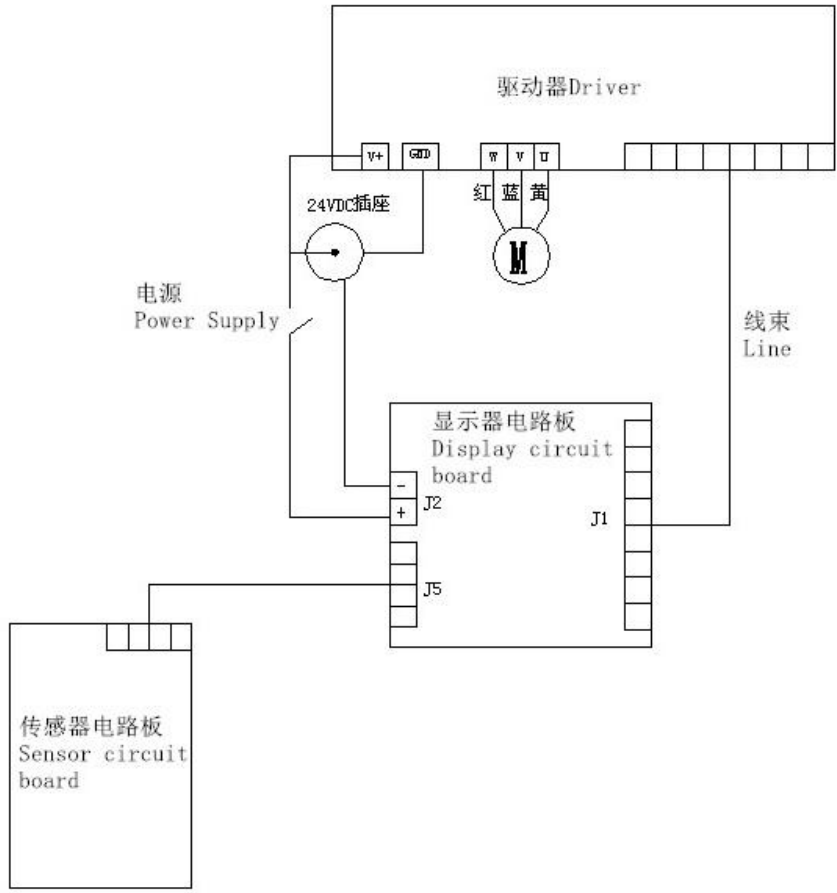 驱动器Driver
V+
GND
W
V
U
红
蓝
黄
24VDC插座
M
电源
Power Supply
线束
Line
显示器电路板
Display circuit
board
-
+
J2
J1
J5
传感器电路板
Sensor circuit
board